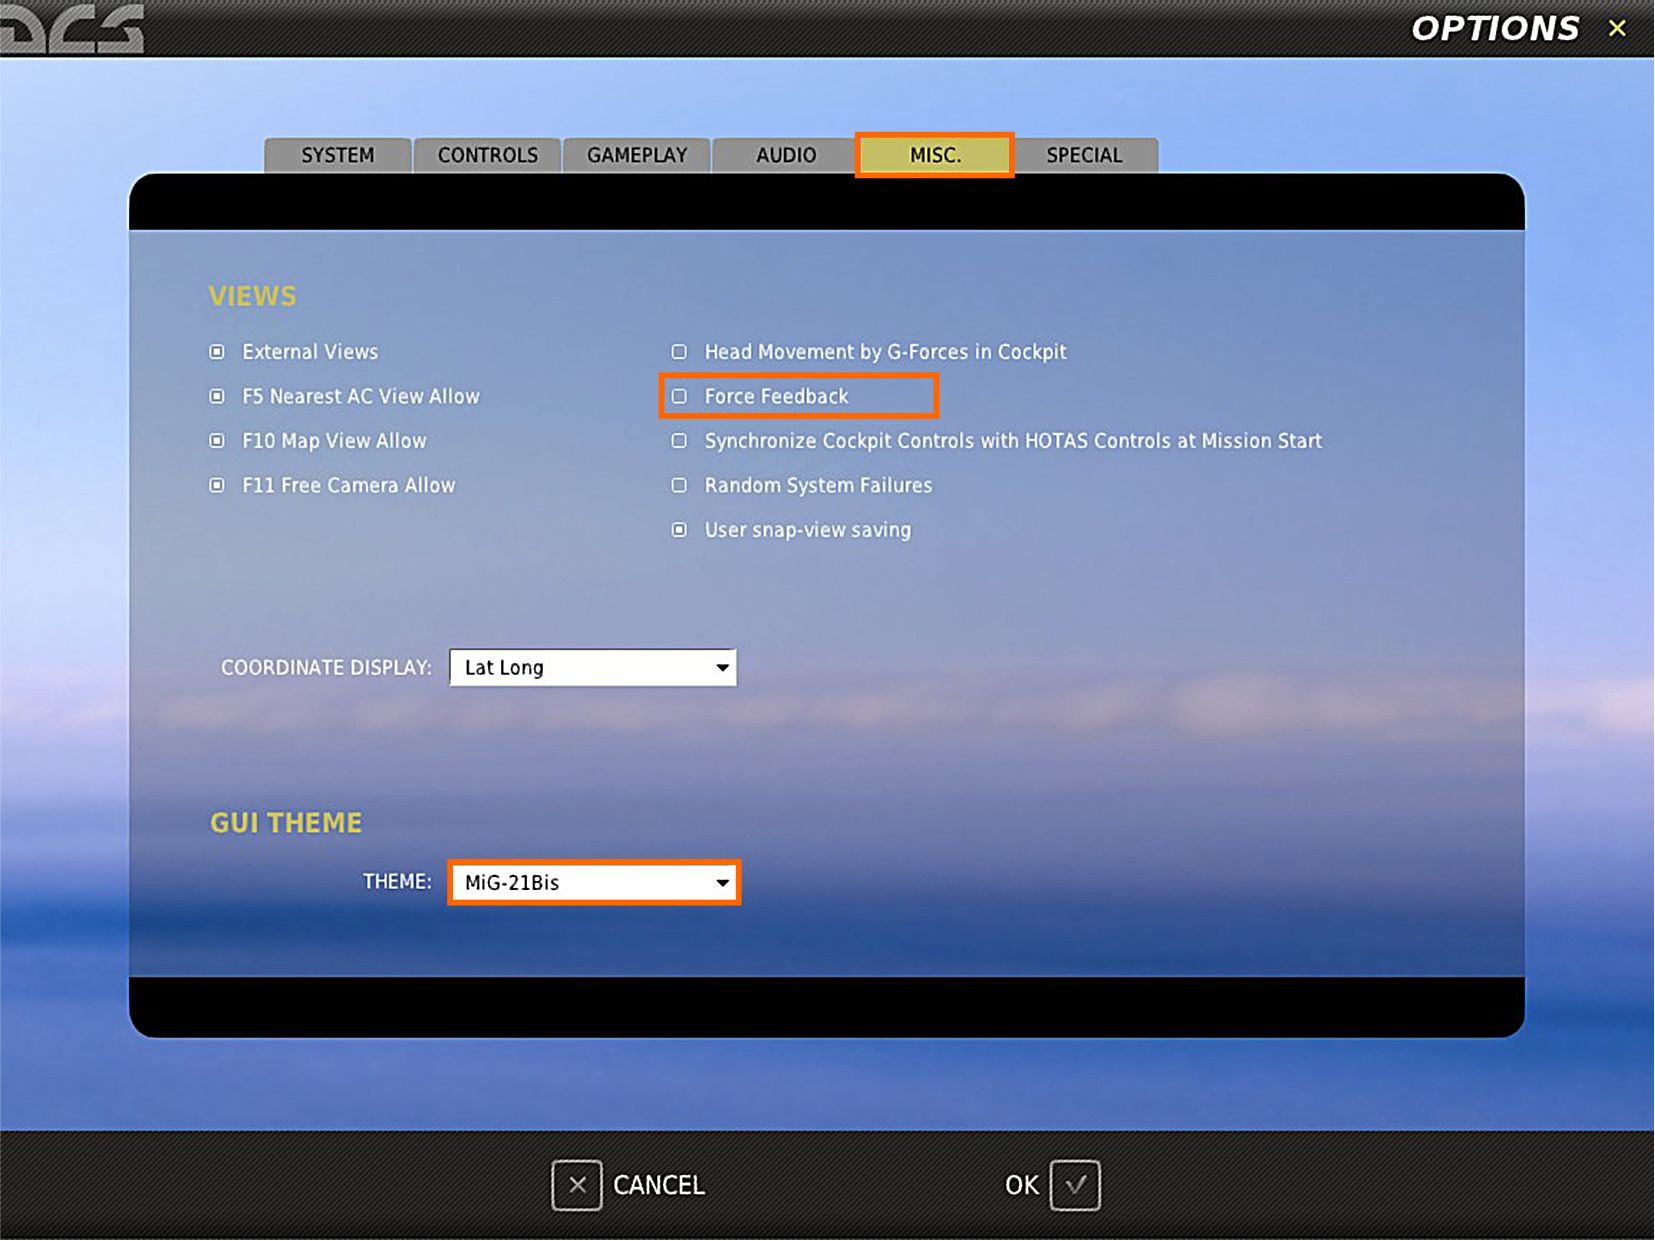 DCS
OPTIONS
SYSTEM CONTROLS GAMEPLAY AUDIO MISC. SPECIAL
VIEWS
External Views
F5 Nearest AC View Allow
F10 Map View Allow
F11 Free Camera Allow
Head Movement by G-Forces in Cockpit
Force Feedback
Synchronize Cockpit Controls with HOTAS Controls at Mission Start
Random System Failures
User snap-view saving
COORDINATE DISPLAY: Lat Long
GUI THEME
THEME: MiG-21Bis
CANCEL OK